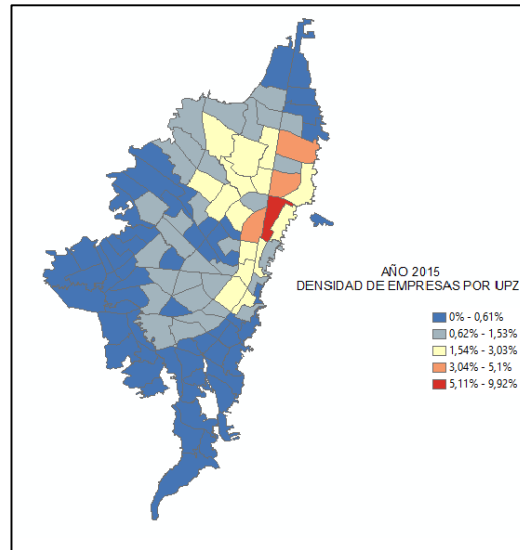 AÑO 2015
DENSIDAD DE EMPRESAS POR UPZ
0% - 0,61%
0,62% - 1,53%
1,54% - 3,03%
3,04% - 5,1%
5,11% - 9,92%